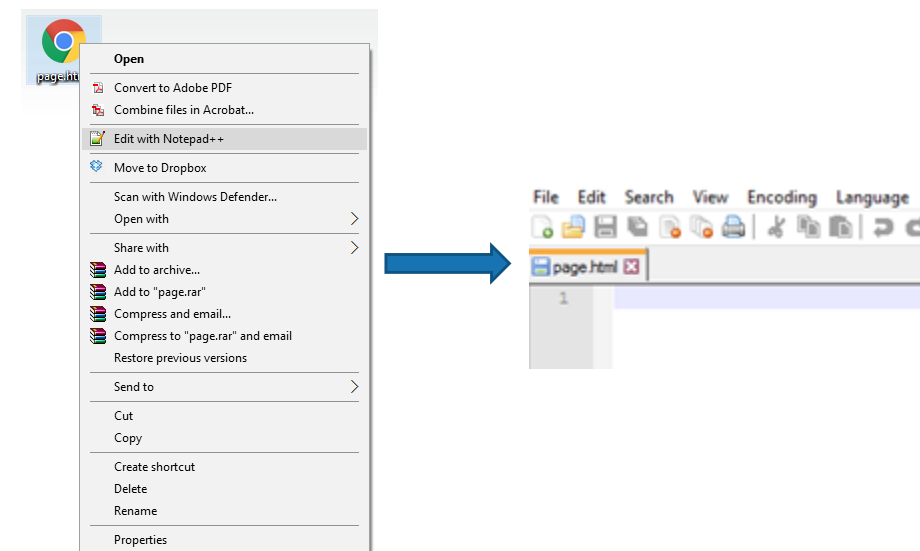 page.ht
Open
Convert to Adobe PDF
Combine files in Acrobat...
Edit with Notepad++
Move to Dropbox
Scan with Windows Defender...
Open with
Share with
Add to archive...
Add to "page.rar"
Compress and email...
Compress to "page.rar" and email
Restore previous versions
Send to
Cut
Copy
Create shortcut
Delete
Rename
Properties
File Edit Search View Encoding Language
page.html
1